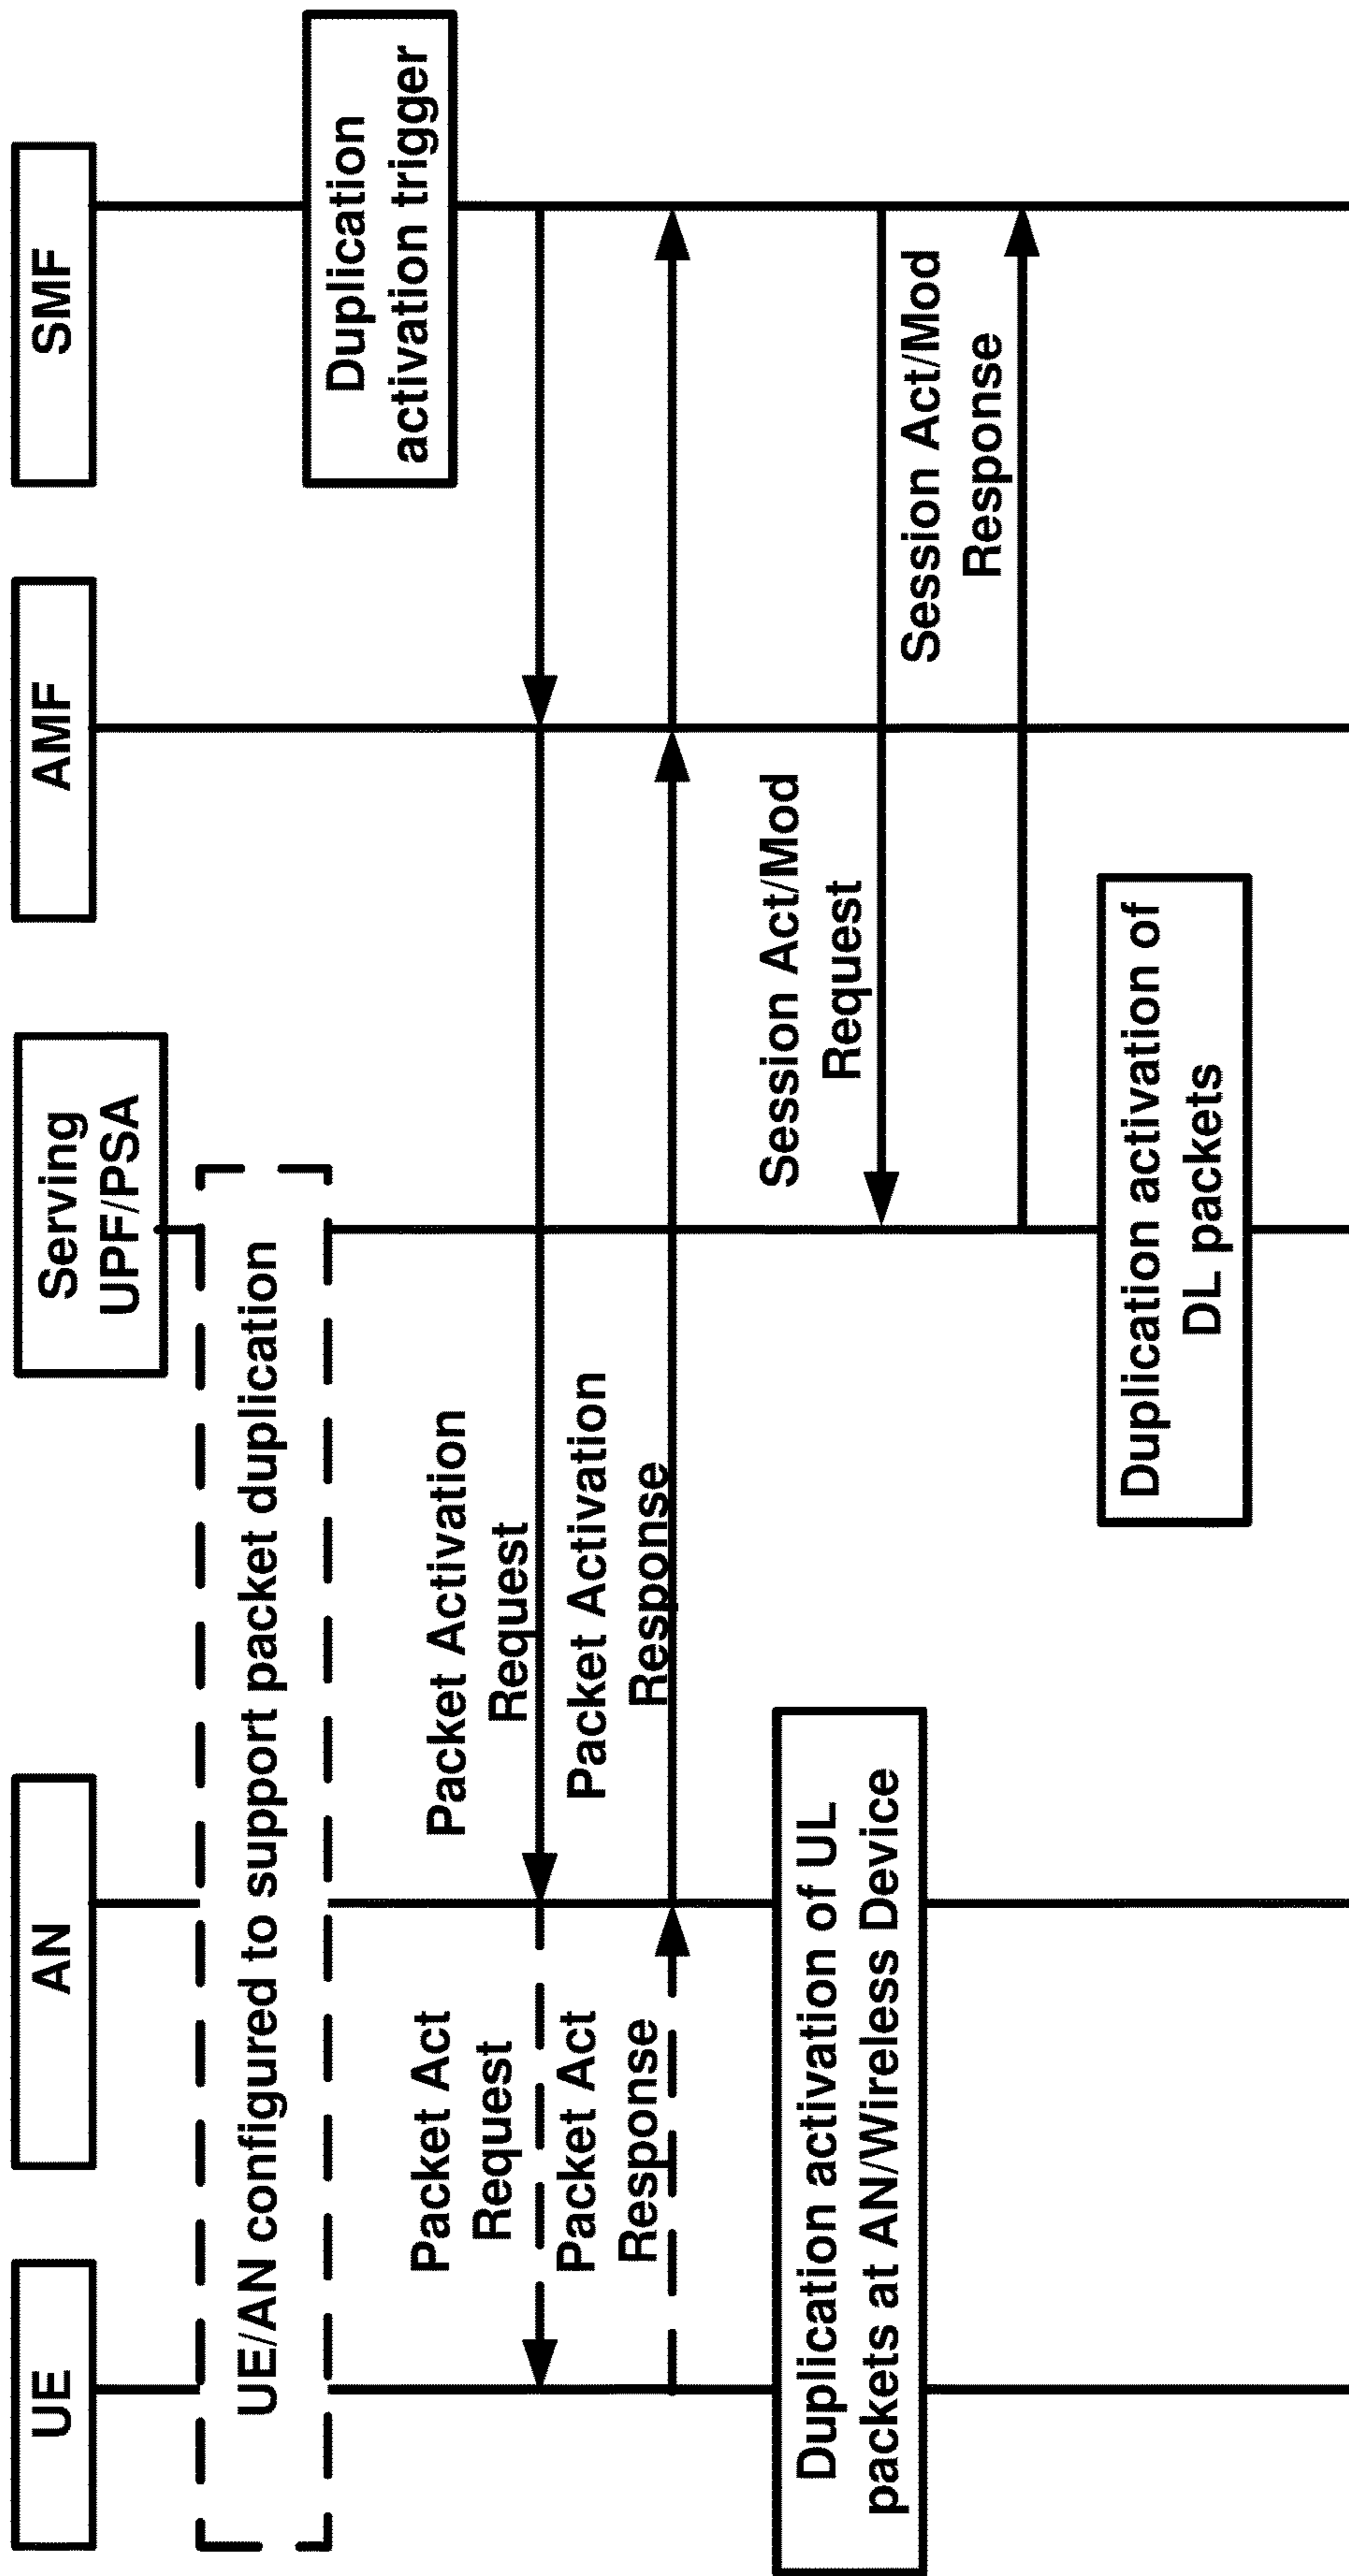 UE
AN
Serving
UPF/PSA
AMF
SMF
UE/AN configured to support packet duplication
Duplication
activation trigger
Packet Act
Request
Packet Activation
Request
Packet Act
Response
Packet Activation
Response
Duplication activation of UL
packets at AN/Wireless Device
Session Act/Mod
Request
Session Act/Mod
Response
Duplication activation of
DL packets